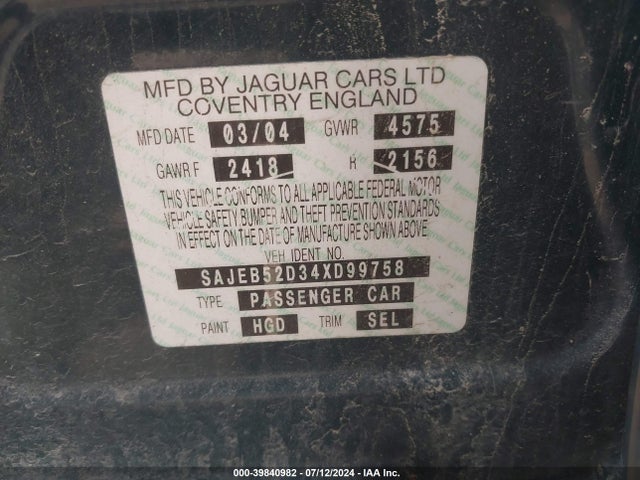 MFD BY JAGUAR CARS LTD
COVENTRY ENGLAND
MFD DATE 03/04 GVWR 4575
GAWR F 2418 R 2156
THIS VEHICLE CONFORMS TO ALL APPLICABLE FEDERAL MOTOR
VEHICLE SAFETY BUMPER AND THEFT PREVENTION STANDARDS
IN EFFECT ON THE DATE OF MANUFACTURE SHOWN ABOVE
VEH IDENT NO.
SAJEB52D34XD99758
TYPE PASSENGER CAR
PAINT HGD TRIM SEL
000-39840982 - 07/12/2024 - IAA Inc.